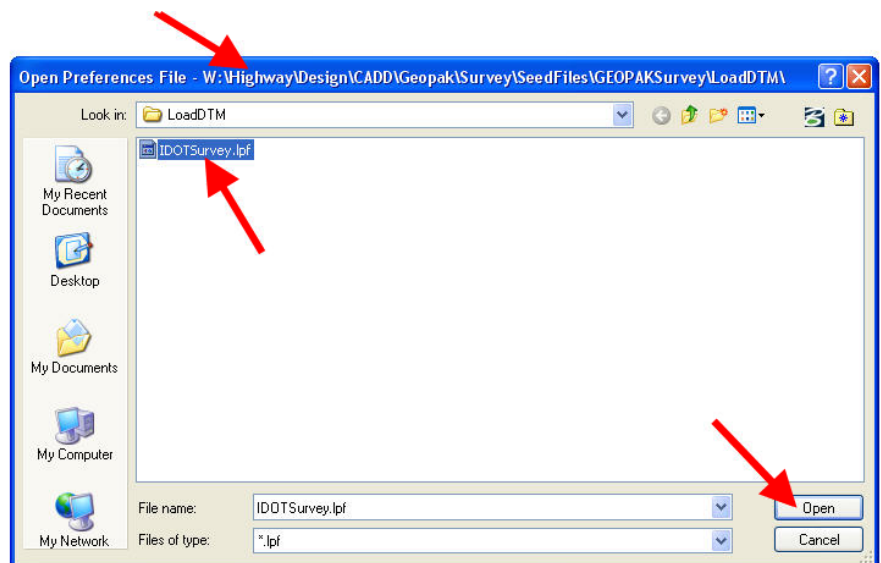 Open Preferences File - W:\Highway\Design\CADD\Geopak\Survey\SeedFiles\GEOPAKSurvey\LoadDTM\
Look in: LoadDTM
IDOTSurvey.lpf
My Recent
Documents
Desktop
My Documents
My Computer
My Network
File name: IDOTSurvey.lpf Open
Files of type: *.lpf Cancel